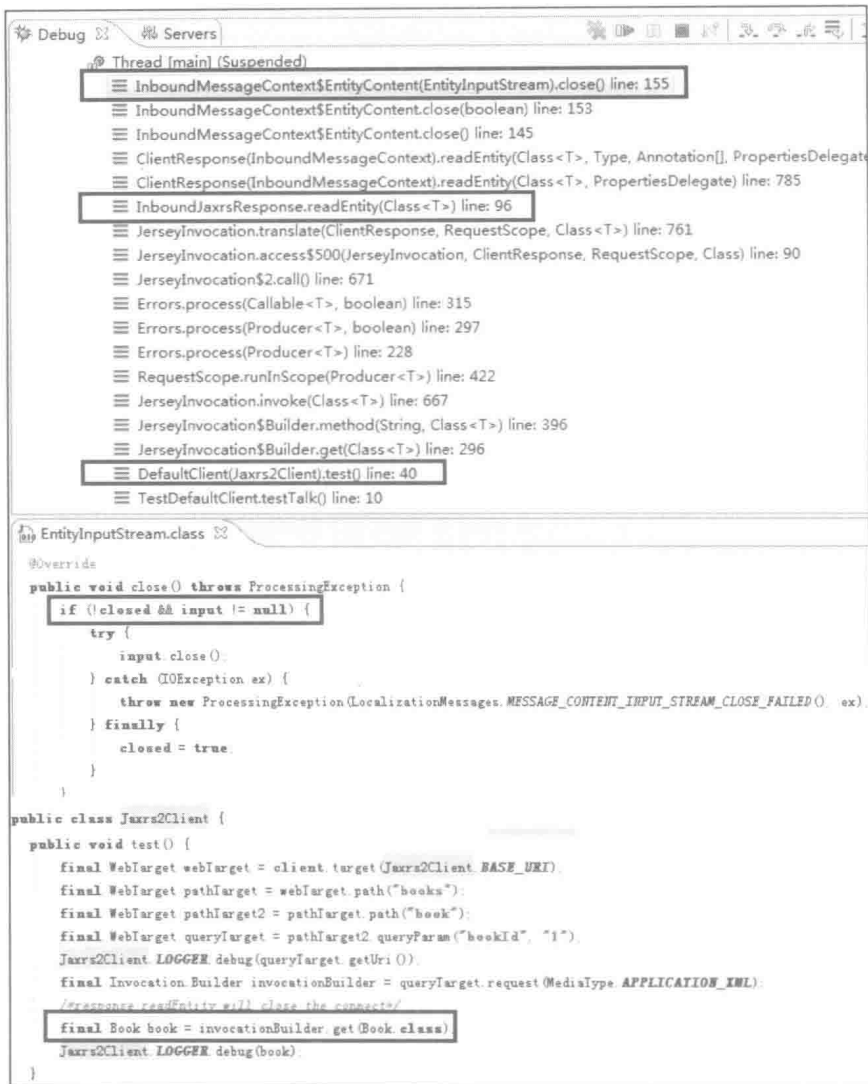 Debug Servers
Thread [main] (Suspended)
InboundMessageContext$EntityContent(EntityInputStream).close() line: 155
InboundMessageContext$EntityContent.close(boolean) line: 153
InboundMessageContext$EntityContent.close() line: 145
ClientResponse(InboundMessageContext).readEntity(Class<T>, Type, Annotation[], PropertiesDelegate
ClientResponse(InboundMessageContext).readEntity(Class<T>, PropertiesDelegate) line: 785
InboundJaxrsResponse.readEntity(Class<T>) line: 96
JerseyInvocation.translate(ClientResponse, RequestScope, Class<T>) line: 761
JerseyInvocation.access$500(JerseyInvocation, ClientResponse, RequestScope, Class) line: 90
JerseyInvocation$2.call() line: 671
Errors.process(Callable<T>, boolean) line: 315
Errors.process(Producer<T>, boolean) line: 297
Errors.process(Producer<T>) line: 228
RequestScope.runInScope(Producer<T>) line: 422
JerseyInvocation.invoke(Class<T>) line: 667
JerseyInvocation$Builder.method(String, Class<T>) line: 396
JerseyInvocation$Builder.get(Class<T>) line: 296
DefaultClient(Jaxrs2Client).test() line: 40
TestDefaultClient.testTalk() line: 10
EntityInputStream.class
@Override
public void close() throws ProcessingException {
if (!closed && input != null) {
try {
input.close();
} catch (IOException ex) {
throw new ProcessingException(LocalizationMessages.MESSAGE_CONTENT_INPUT_STREAM_CLOSE_FAILED(), ex);
} finally {
closed = true;
}
}
public class Jaxrs2Client {
public void test() {
final WebTarget webTarget = client.target(Jaxrs2Client.BASE_URI);
final WebTarget pathTarget = webTarget.path("books");
final WebTarget pathTarget2 = pathTarget.path("book");
final WebTarget queryTarget = pathTarget2.queryParam("bookId", "1");
Jaxrs2Client.LOGGER.debug(queryTarget.getUri());
final Invocation.Builder invocationBuilder = queryTarget.request(MediaType.APPLICATION_XML);
/*response.readEntity will close the connect*/
final Book book = invocationBuilder.get(Book.class);
Jaxrs2Client.LOGGER.debug(book);
}